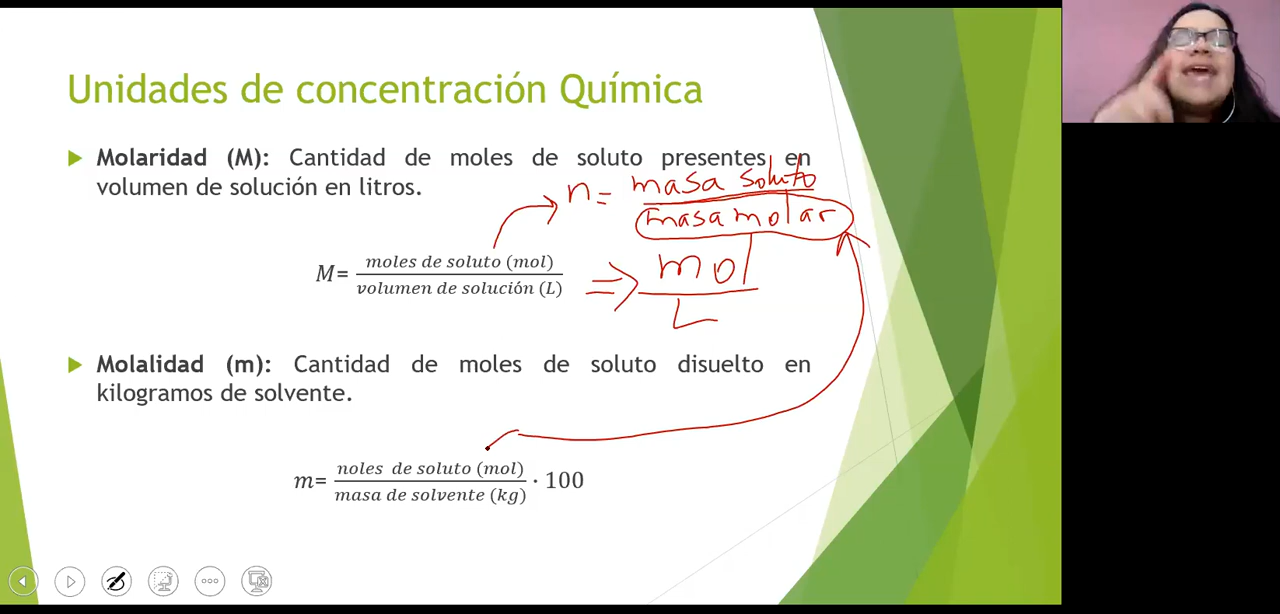 Unidades de concentración Química
Molaridad (M): Cantidad de moles de soluto presentes en
volumen de solución en litros.
n= masa soluto
masa molar
M= moles de soluto (mol)
volumen de solución (L)
⇒ mol
L
Molalidad (m): Cantidad de moles de soluto disuelto en
kilogramos de solvente.
m= noles de soluto (mol)
masa de solvente (kg)
· 100